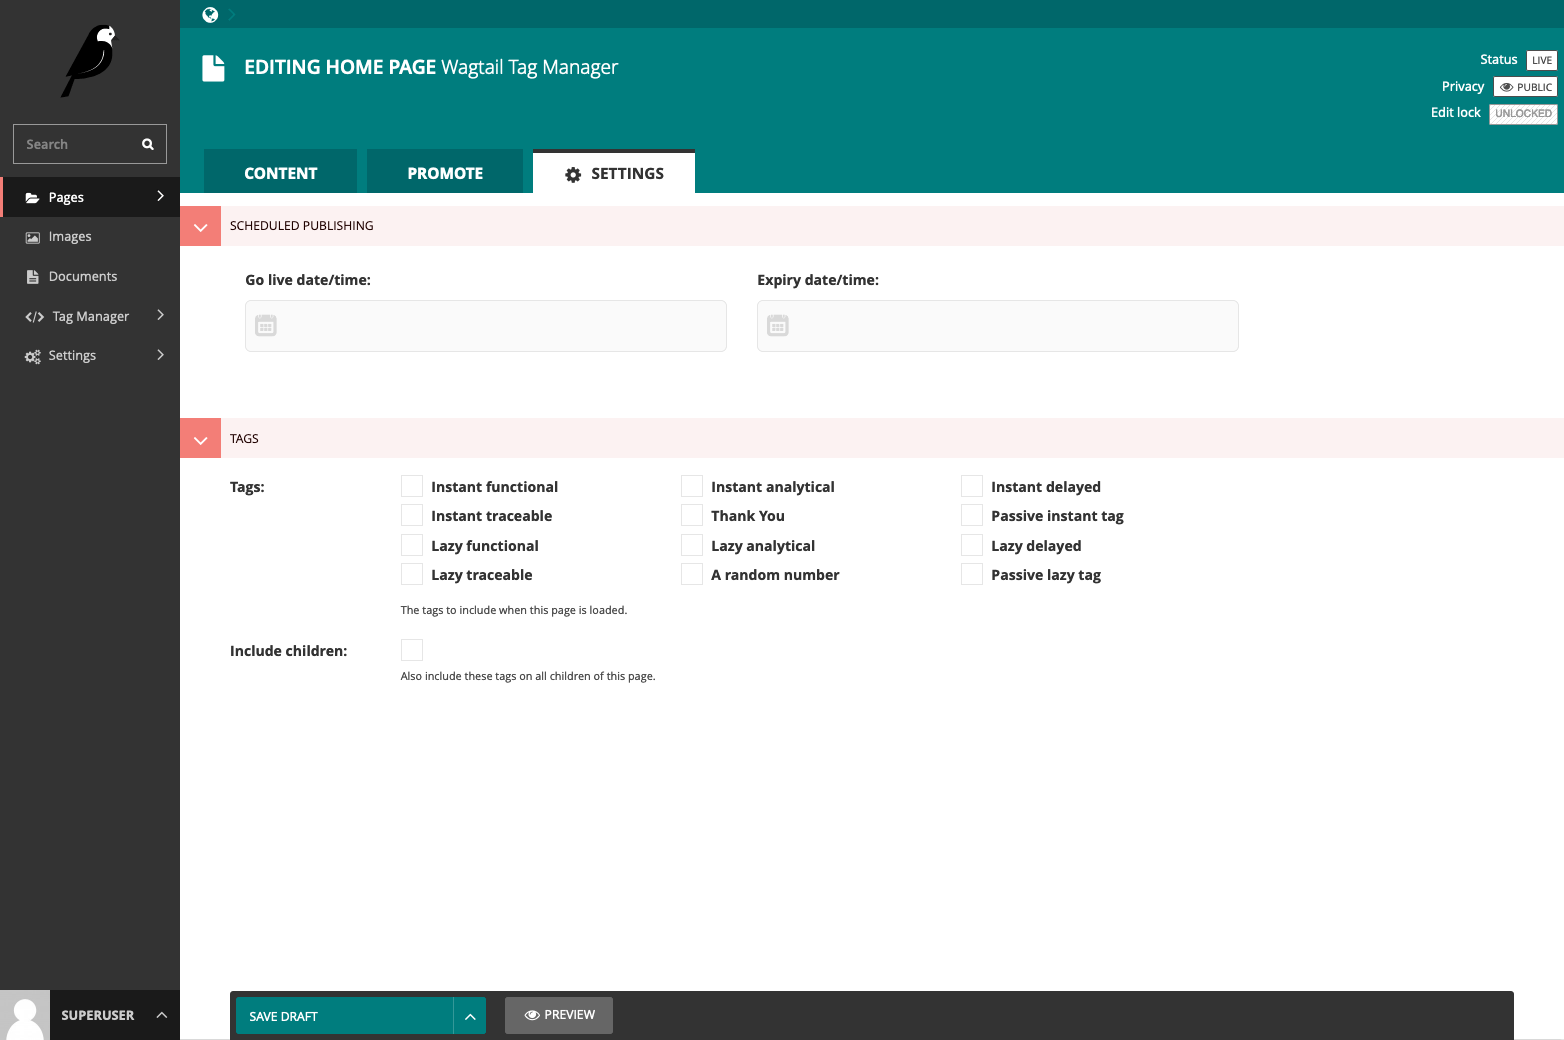 EDITING HOME PAGE Wagtail Tag Manager
Status LIVE
Privacy PUBLIC
Edit lock UNLOCKED
Search
Pages
Images
Documents
Tag Manager
Settings
SUPERUSER
CONTENT PROMOTE SETTINGS
SCHEDULED PUBLISHING
Go live date/time: Expiry date/time:
TAGS
Tags: Instant functional Instant analytical Instant delayed
Instant traceable Thank You Passive instant tag
Lazy functional Lazy analytical Lazy delayed
Lazy traceable A random number Passive lazy tag
The tags to include when this page is loaded.
Include children:
Also include these tags on all children of this page.
SAVE DRAFT PREVIEW